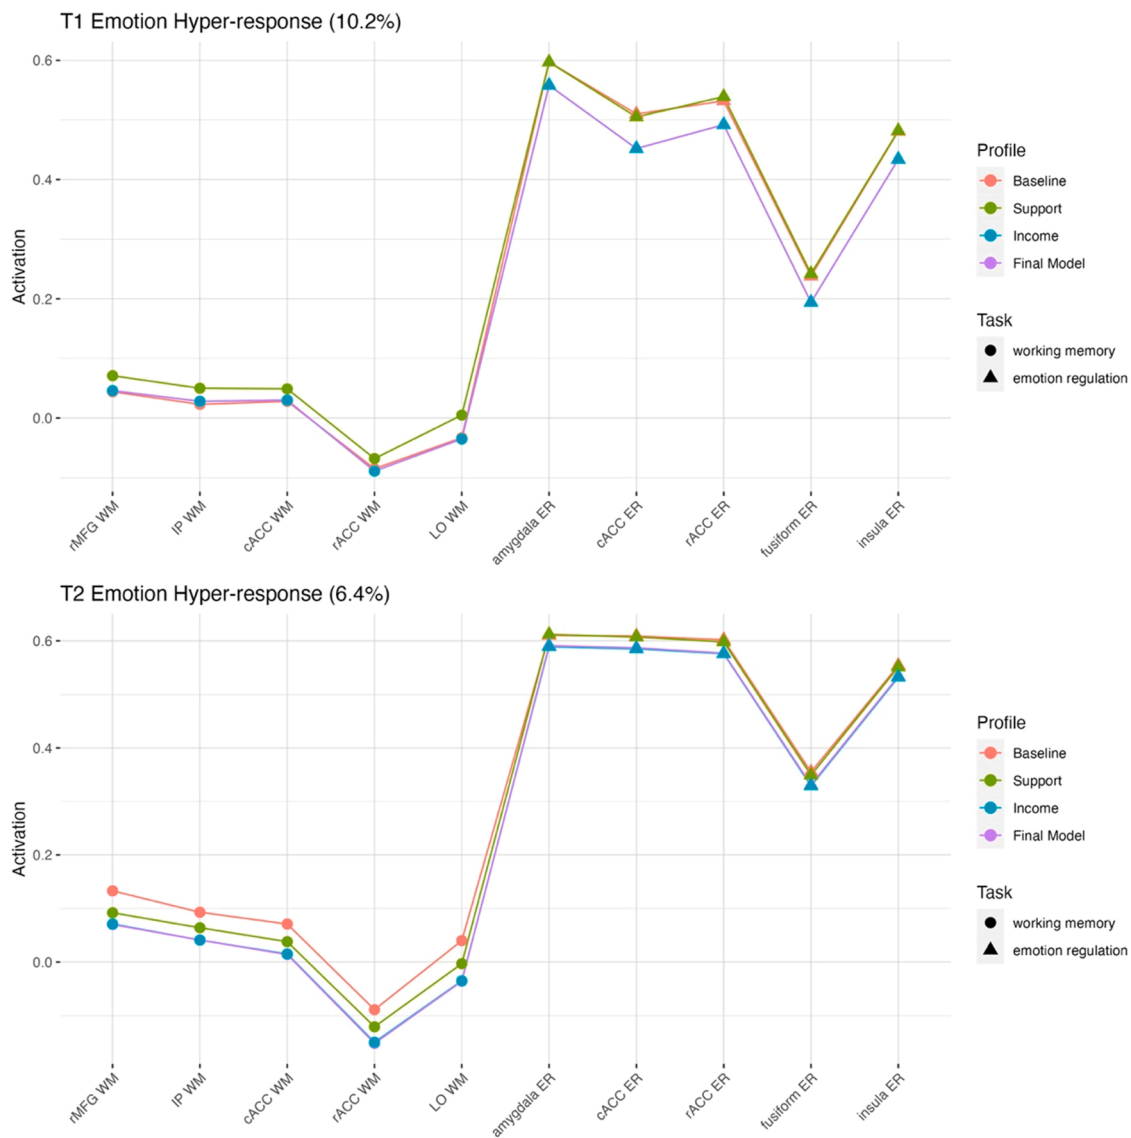 T1 Emotion Hyper-response (10.2%)
0.6
0.4
0.2
0.0
Activation
rMFG WM
IP WM
cACC WM
rACC WM
LO WM
amygdala ER
cACC ER
rACC ER
fusiform ER
insula ER
Profile
Baseline
Support
Income
Final Model
Task
working memory
emotion regulation
T2 Emotion Hyper-response (6.4%)
0.6
0.4
0.2
0.0
Activation
rMFG WM
IP WM
cACC WM
rACC WM
LO WM
amygdala ER
cACC ER
rACC ER
fusiform ER
insula ER
Profile
Baseline
Support
Income
Final Model
Task
working memory
emotion regulation